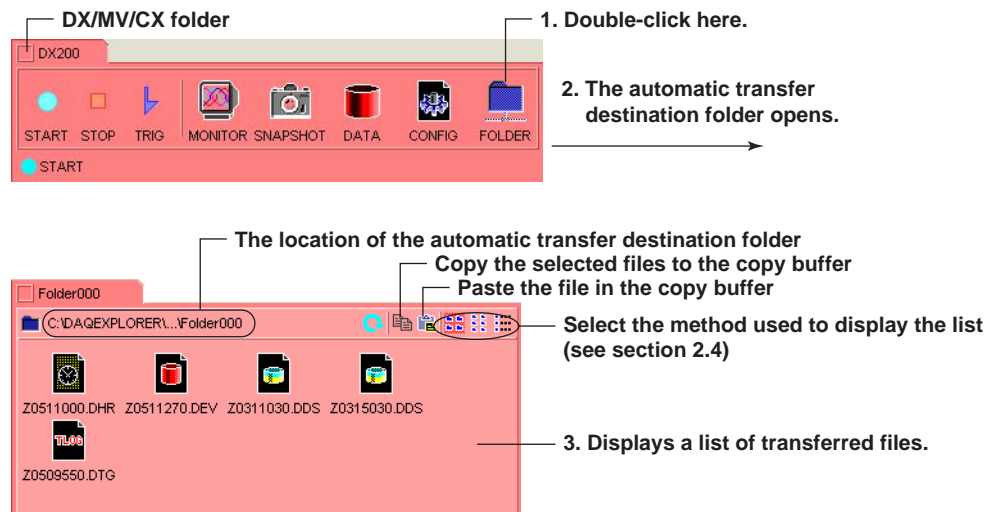 DX/MV/CX folder
1. Double-click here.
DX200
2. The automatic transfer
destination folder opens.
START STOP TRIG MONITOR SNAPSHOT DATA CONFIG FOLDER
START
The location of the automatic transfer destination folder
Copy the selected files to the copy buffer
Paste the file in the copy buffer
Folder000
C:\DAQEXPLORER\...\Folder000
Select the method used to display the list
(see section 2.4)
Z0511000.DHR Z0511270.DEV Z0311030.DDS Z0315030.DDS
TLOG
3. Displays a list of transferred files.
Z0509550.DTG